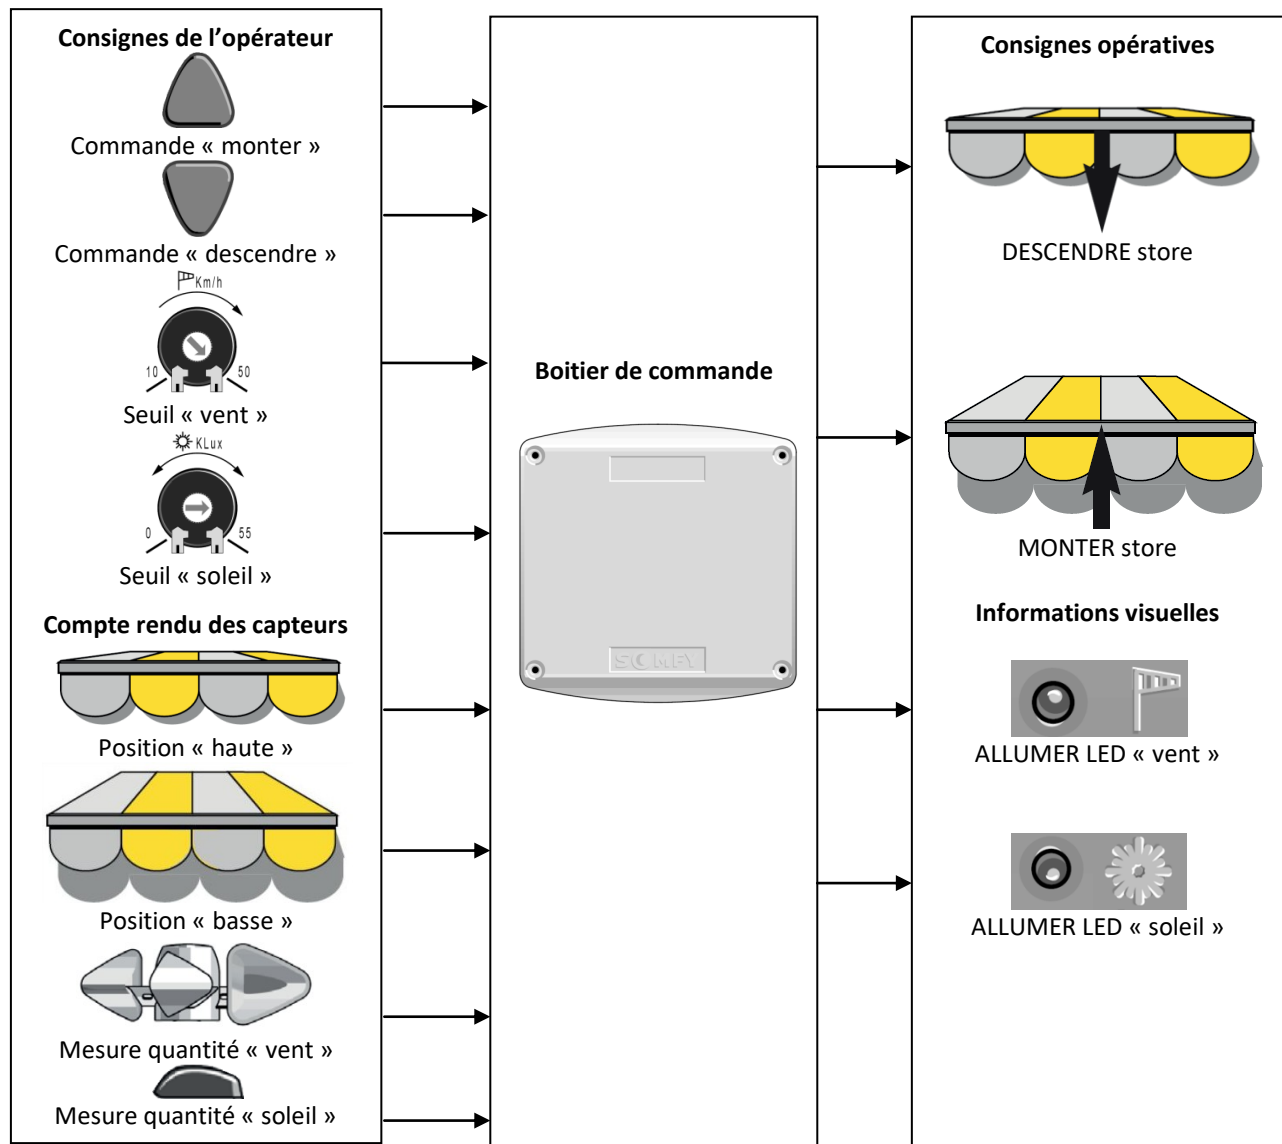 Consignes de l’opérateur
Commande « monter »
Commande « descendre »
Km/h
10
50
Seuil « vent »
KLux
0
55
Seuil « soleil »
Compte rendu des capteurs
Position « haute »
Position « basse »
Mesure quantité « vent »
Mesure quantité « soleil »
Boitier de commande
SOMFY
Consignes opératives
DESCENDRE store
MONTER store
Informations visuelles
ALLUMER LED « vent »
ALLUMER LED « soleil »